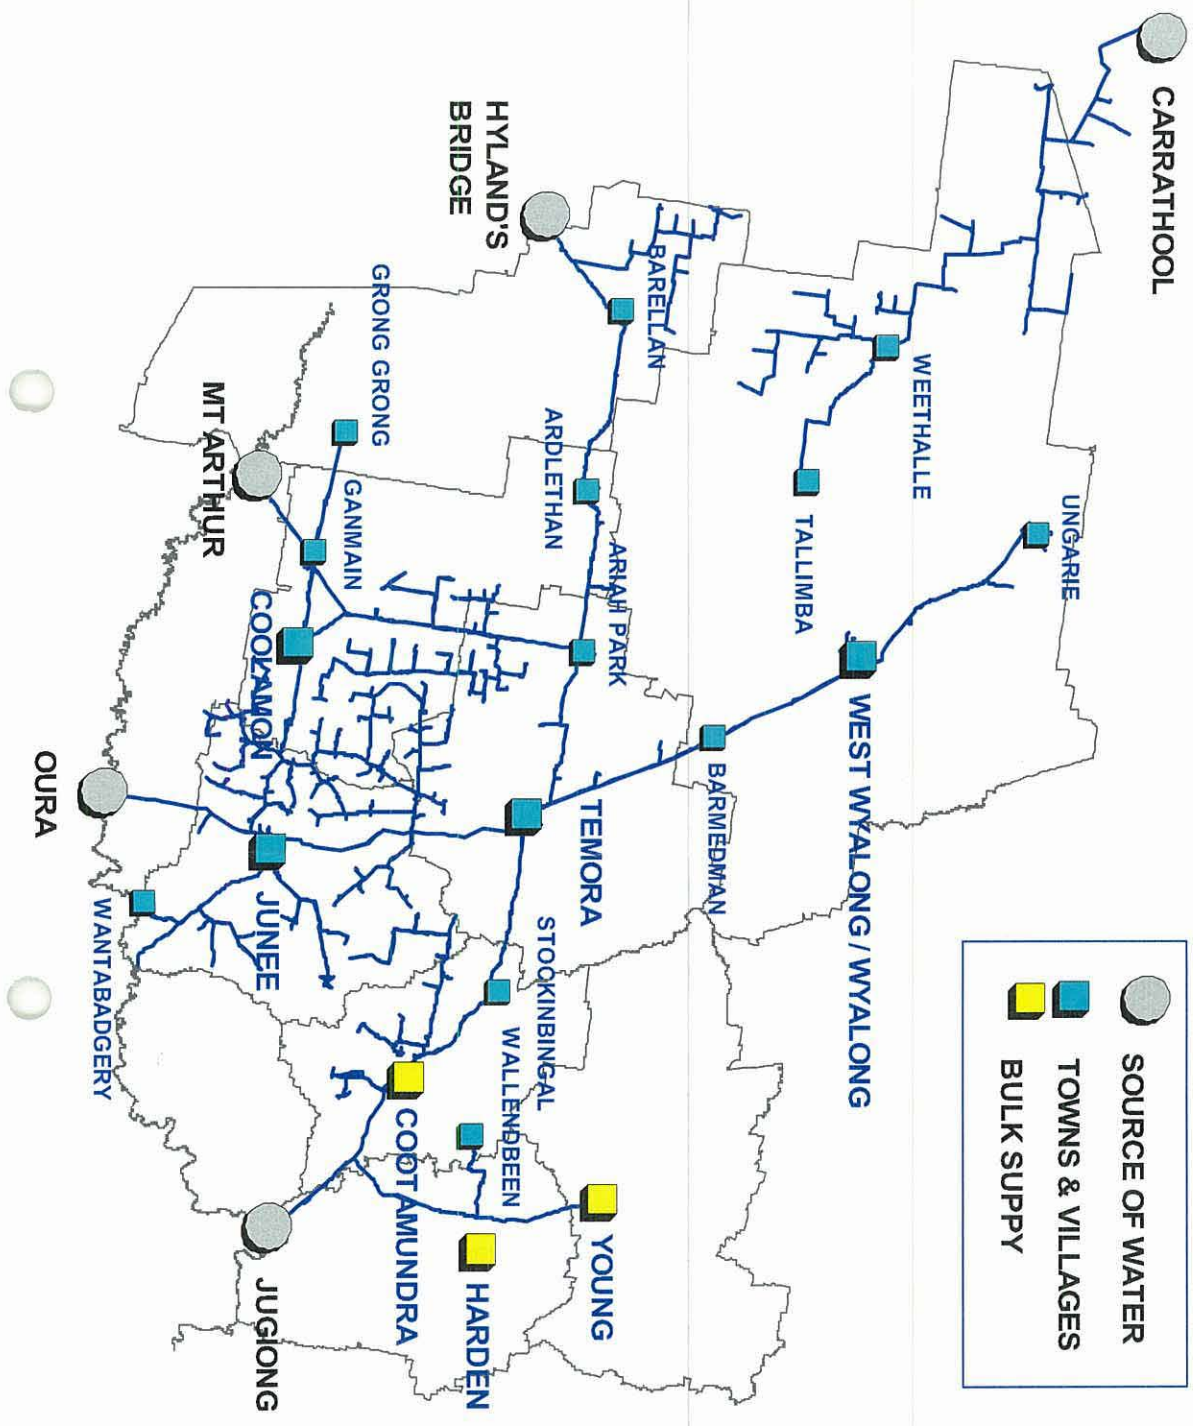 CARRATHOOL
SOURCE OF WATER
TOWNS & VILLAGES
BULK SUPPLY
UNGARIE
WEETHALLE
WEST WYALONG / WYALONG
TALLIMBA
BARMEDMAN
BARELLAN
ARIAH PARK
TEMORA
YOUNG
HYLAND'S
BRIDGE
ARDLETHAN
STOCKINBINGAL
WALLENDBEEN
HARDEN
GRONG GRONG
GANMAIN
COOTAMUNDRA
COOLAMON
JUNEE
JUGIONG
MT ARTHUR
WANTABADGERY
OURA